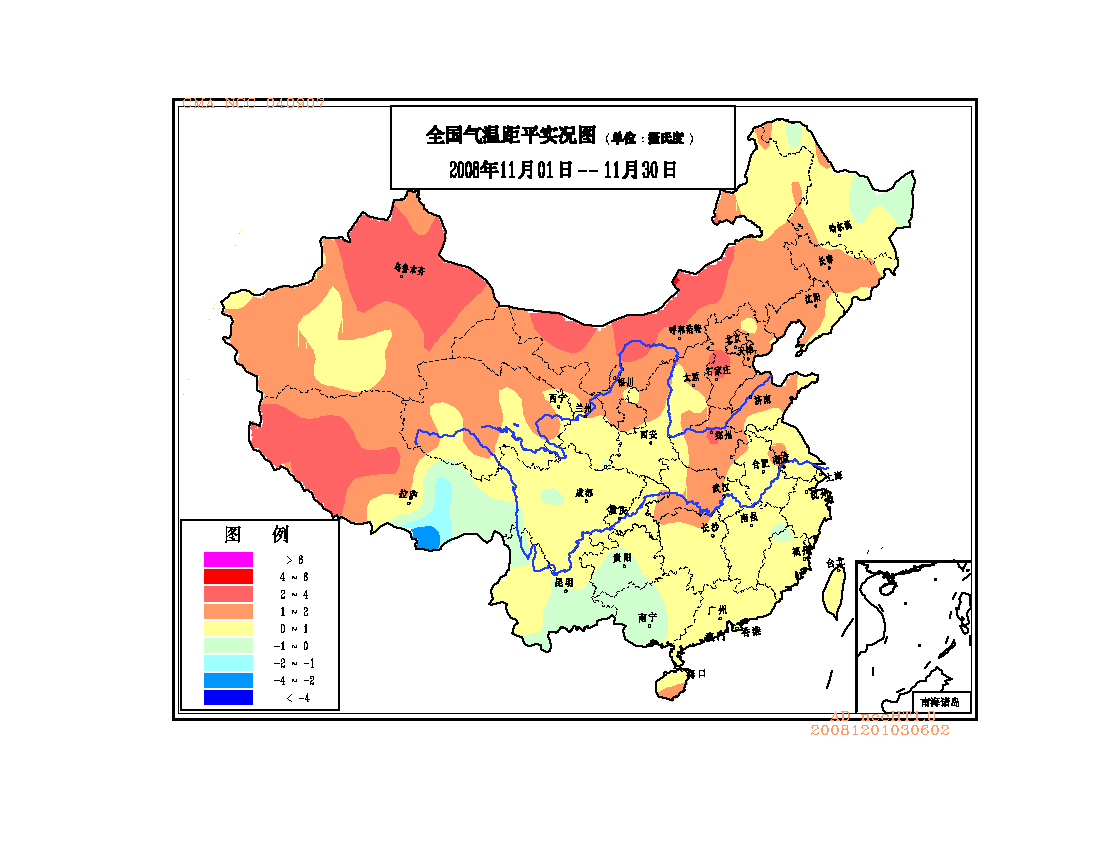 CMA NCC 040902
全国气温距平实况图 (单位:摄氏度)
2008年11月01日 -- 11月30日
哈尔滨
长春
乌鲁木齐
沈阳
呼和浩特
北京
天津
银川
太原
石家庄
西宁
济南
兰州
西安
郑州
合肥
南京
上海
拉萨
成都
武汉
杭州
重庆
南昌
长沙
贵阳
福州
台北
昆明
广州
南宁
香港
澳门
海口
图 例
> 6
4 ~ 6
2 ~ 4
1 ~ 2
0 ~ 1
-1 ~ 0
-2 ~ -1
-4 ~ -2
< -4
南海诸岛
20081201030602